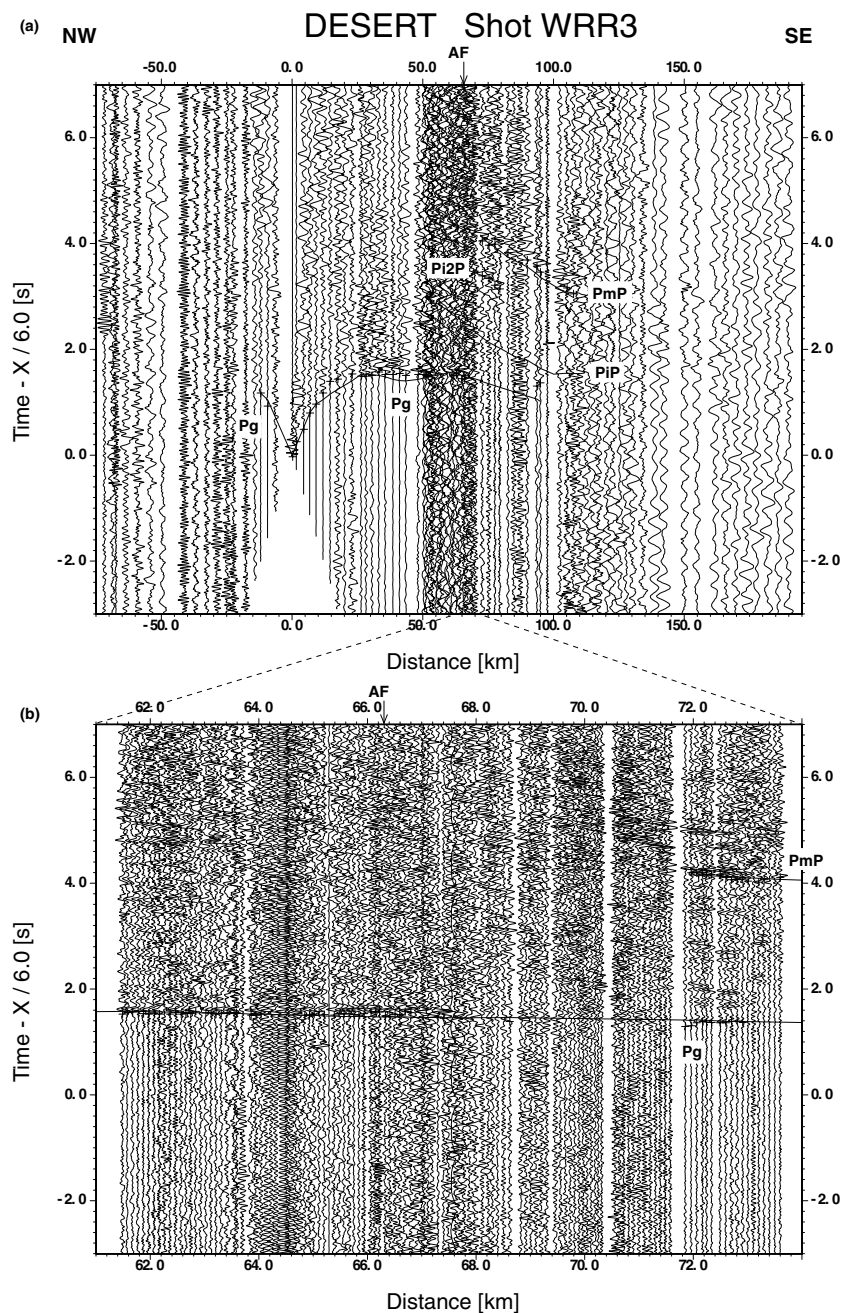 (a)
DESERT Shot WRR3
NW
SE
AF
-50.0 0.0 50.0 100.0 150.0
6.0 6.0
4.0 4.0
Pi2P
PmP
2.0 2.0
PiP
Pg
Pg
0.0 0.0
-2.0 -2.0
Time - X / 6.0 [s]
-50.0 0.0 50.0 100.0 150.0
Distance [km]
(b)
AF
62.0 64.0 66.0 68.0 70.0 72.0
6.0 6.0
PmP
4.0 4.0
2.0 2.0
Pg
0.0 0.0
-2.0 -2.0
Time - X / 6.0 [s]
62.0 64.0 66.0 68.0 70.0 72.0
Distance [km]